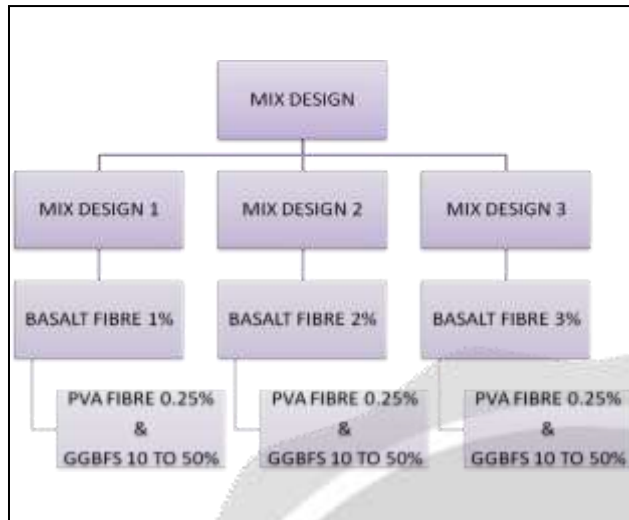 MIX DESIGN
MIX DESIGN 1
MIX DESIGN 2
MIX DESIGN 3
BASALT FIBRE 1%
BASALT FIBRE 2%
BASALT FIBRE 3%
PVA FIBRE 0.25%
&
GGBFS 10 TO 50%
PVA FIBRE 0.25%
&
GGBFS 10 TO 50%
PVA FIBRE 0.25%
&
GGBFS 10 TO 50%